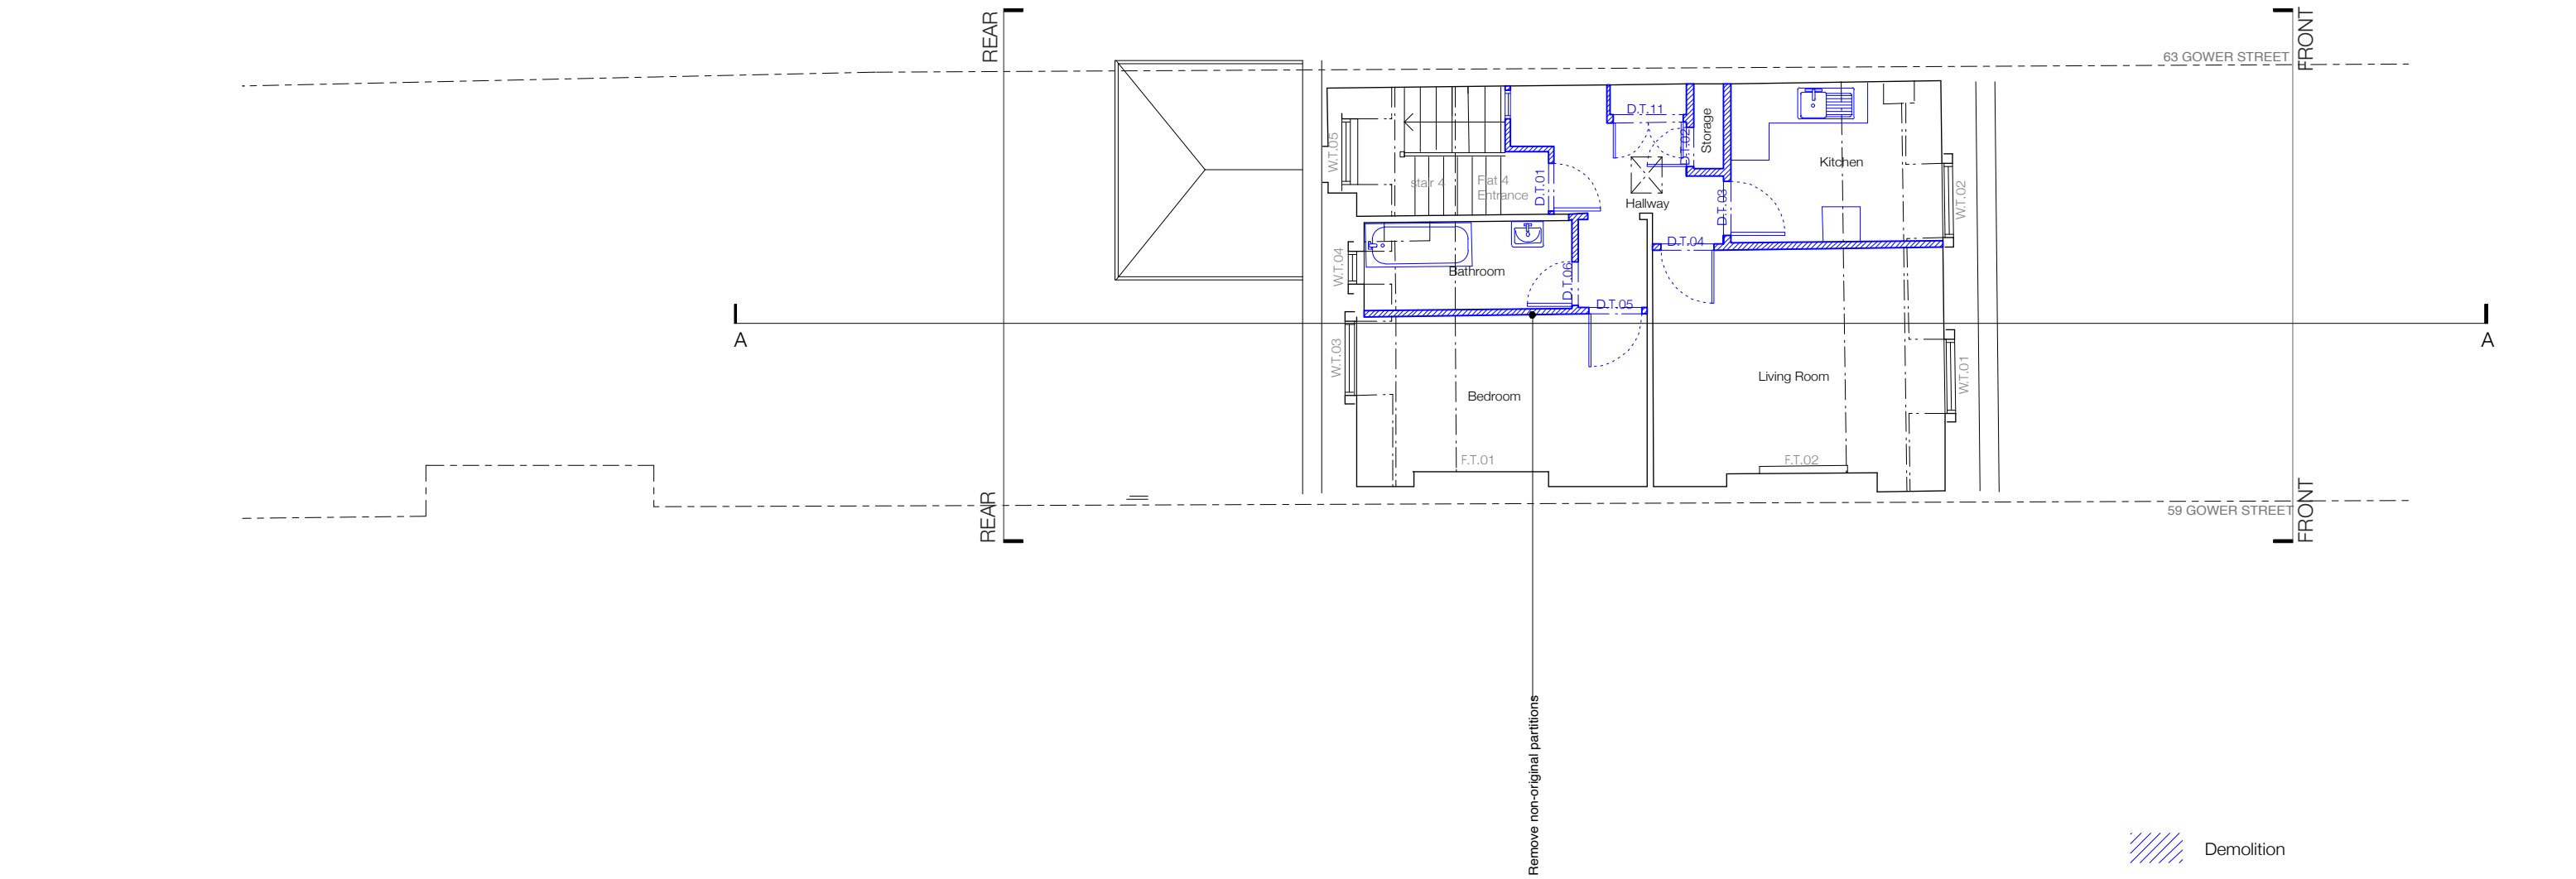 REAR
FRONT
63 GOWER STREET
D.T.11
Storage
D.T.02
W.T.05
Kitchen
stair 4
Flat 4
Entrance
D.T.01
Hallway
D.T.03
W.T.02
D.T.04
W.T.04
Bathroom
D.T.06
D.T.05
A
A
W.T.03
Living Room
W.T.01
Bedroom
F.T.01
F.T.02
REAR
59 GOWER STREET
FRONT
Remove non-original partitions
Demolition